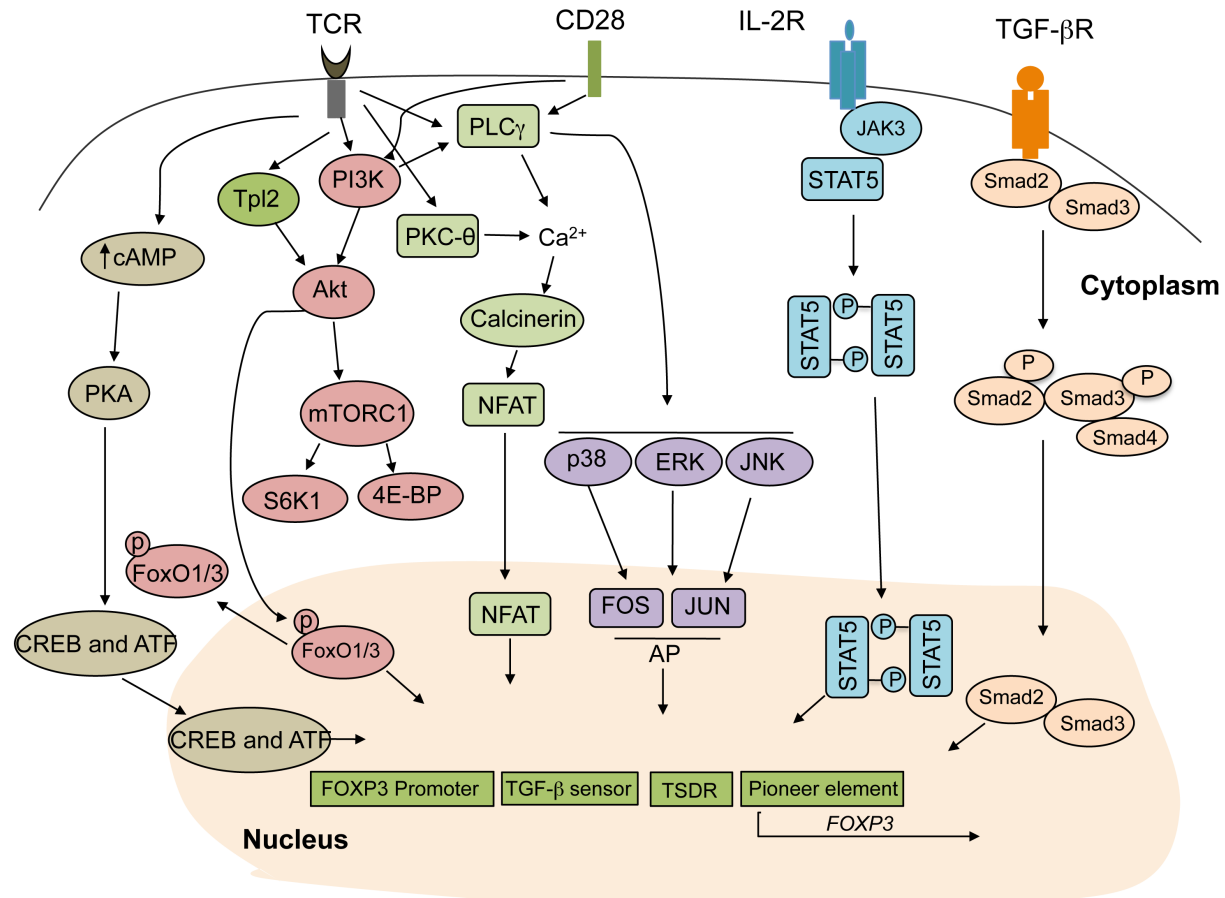 TCR
CD28
IL-2R
TGF-βR
PLCγ
JAK3
PI3K
Tpl2
STAT5
Smad2
Smad3
PKC-θ
Ca2+
cAMP
Akt
Cytoplasm
Calcinerin
STAT5
P
P
STAT5
P
Smad2
Smad3
P
Smad4
PKA
mTORC1
NFAT
p38
ERK
JNK
S6K1
4E-BP
p
FoxO1/3
NFAT
FOS
JUN
AP
p
FoxO1/3
CREB and ATF
STAT5
P
P
STAT5
Smad2
Smad3
CREB and ATF
FOXP3 Promoter
TGF-β sensor
TSDR
Pioneer element
FOXP3
Nucleus